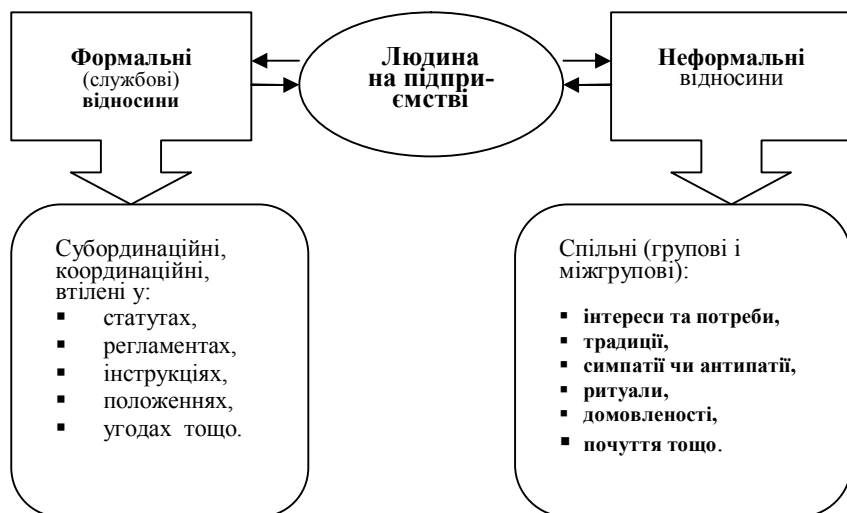 Формальні
(службові)
відносини
Людина
на підпри-
ємстві
Неформальні
відносини
Субординаційні,
координаційні,
втілені у:
▪ статутах,
▪ регламентах,
▪ інструкціях,
▪ положеннях,
▪ угодах тощо.
Спільні (групові і
міжгрупові):
▪ інтереси та потреби,
▪ традиції,
▪ симпатії чи антипатії,
▪ ритуали,
▪ домовленості,
▪ почуття тощо.